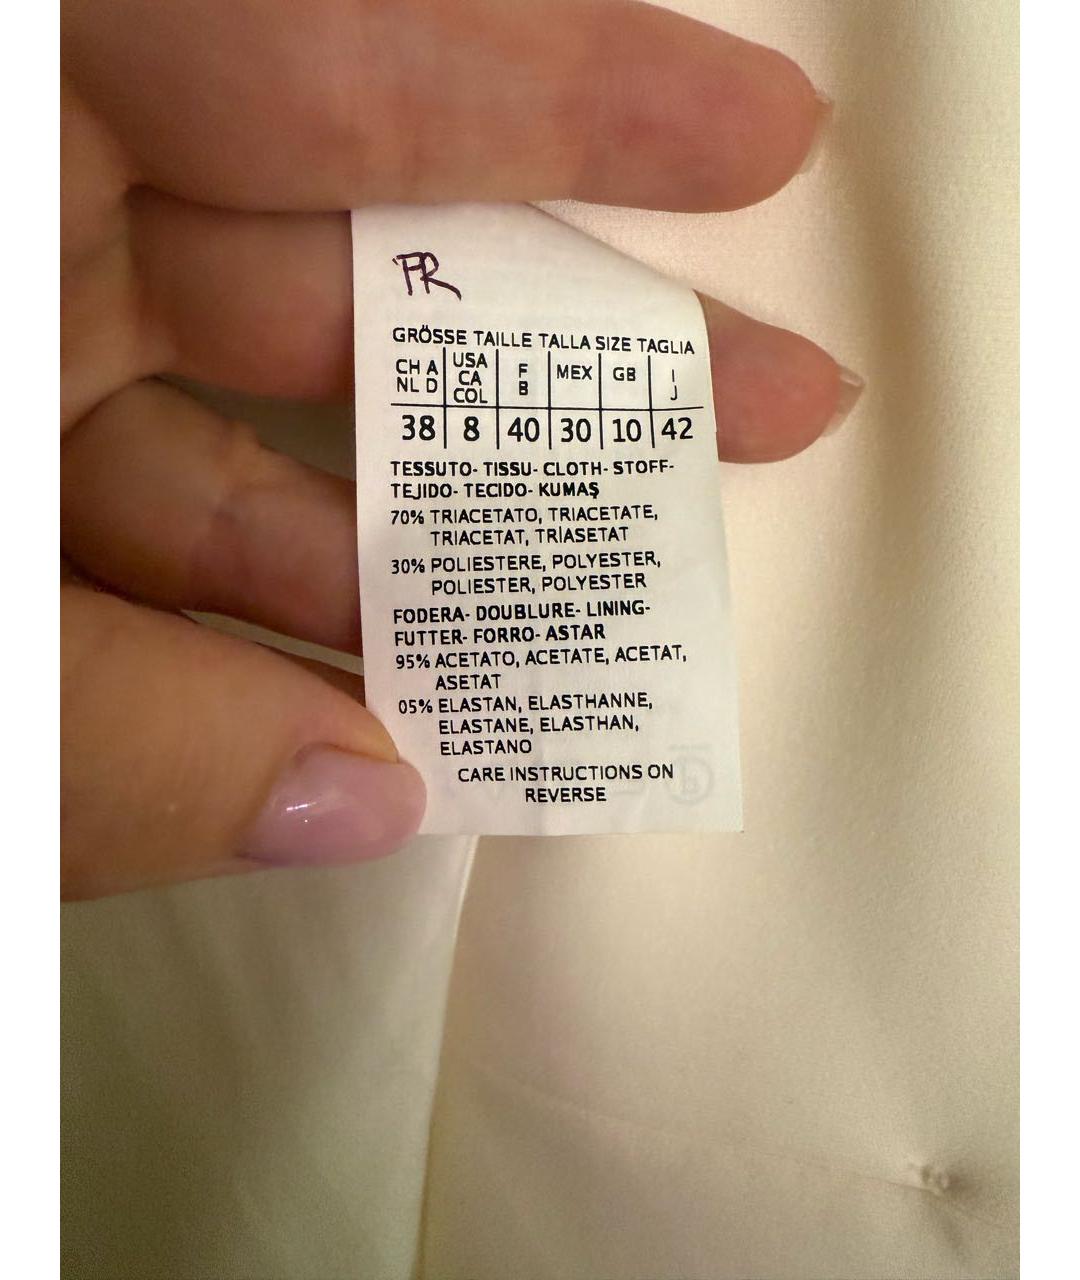 FR
GRÖSSE TAILLE TALLA SIZE TAGLIA
CH A NL D | USA CA COL | F B | MEX | GB | I J
38 | 8 | 40 | 30 | 10 | 42
TESSUTO- TISSU- CLOTH- STOFF-
TEJIDO- TECIDO- KUMAŞ
70% TRIACETATO, TRIACETATE,
TRIACETAT, TRİASETAT
30% POLIESTERE, POLYESTER,
POLIESTER, POLYESTER
FODERA- DOUBLURE- LINING-
FUTTER- FORRO- ASTAR
95% ACETATO, ACETATE, ACETAT,
ASETAT
05% ELASTAN, ELASTHANNE,
ELASTANE, ELASTHAN,
ELASTANO
CARE INSTRUCTIONS ON
REVERSE